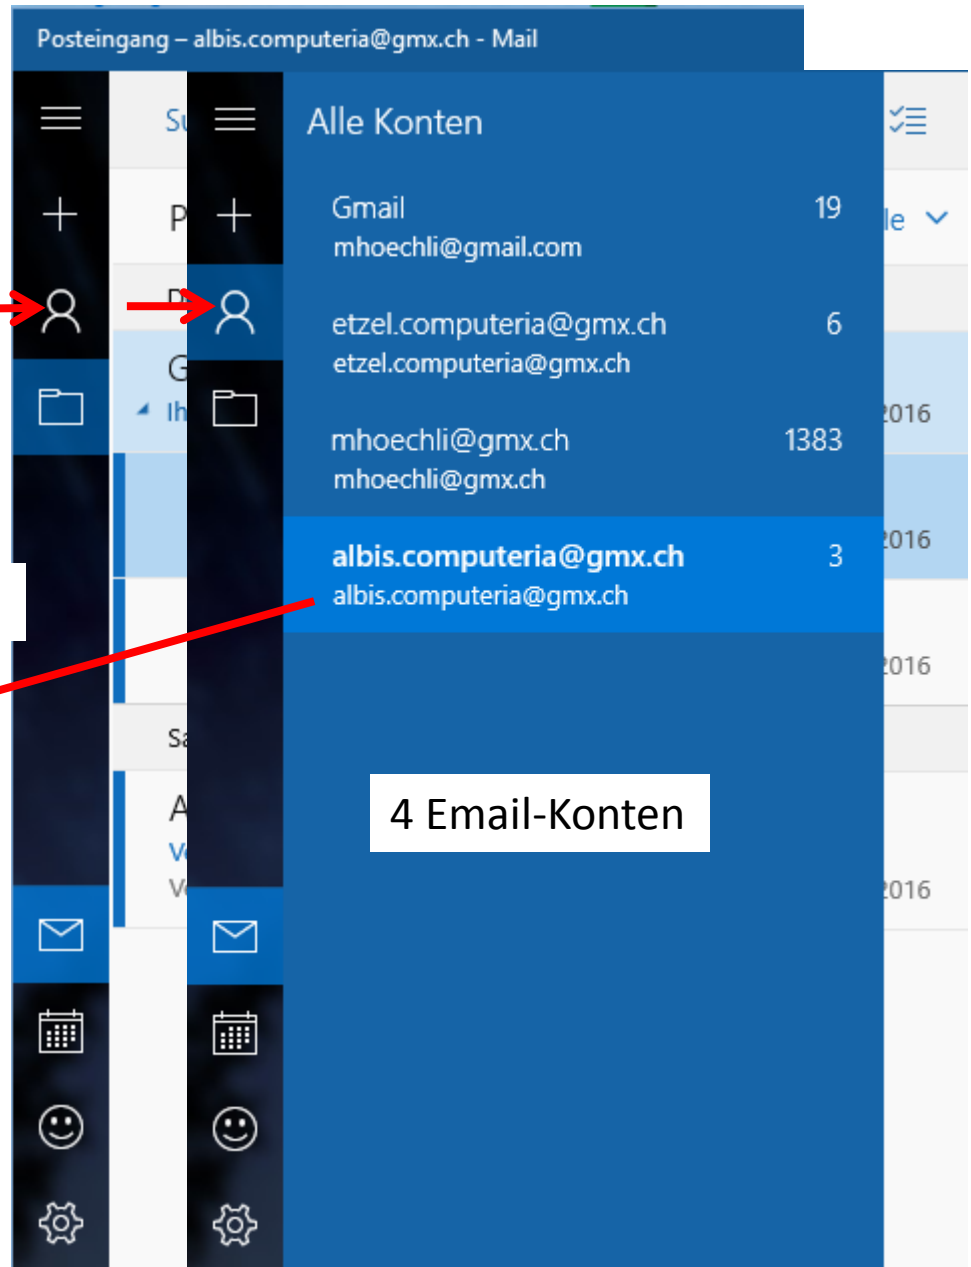 Posteingang – albis.computeria@gmx.ch - Mail
Alle Konten
Gmail 19
mhoechli@gmail.com
etzel.computeria@gmx.ch 6
etzel.computeria@gmx.ch
mhoechli@gmx.ch 1383
mhoechli@gmx.ch
2016
albis.computeria@gmx.ch 3
albis.computeria@gmx.ch
2016
2016
4 Email-Konten
2016